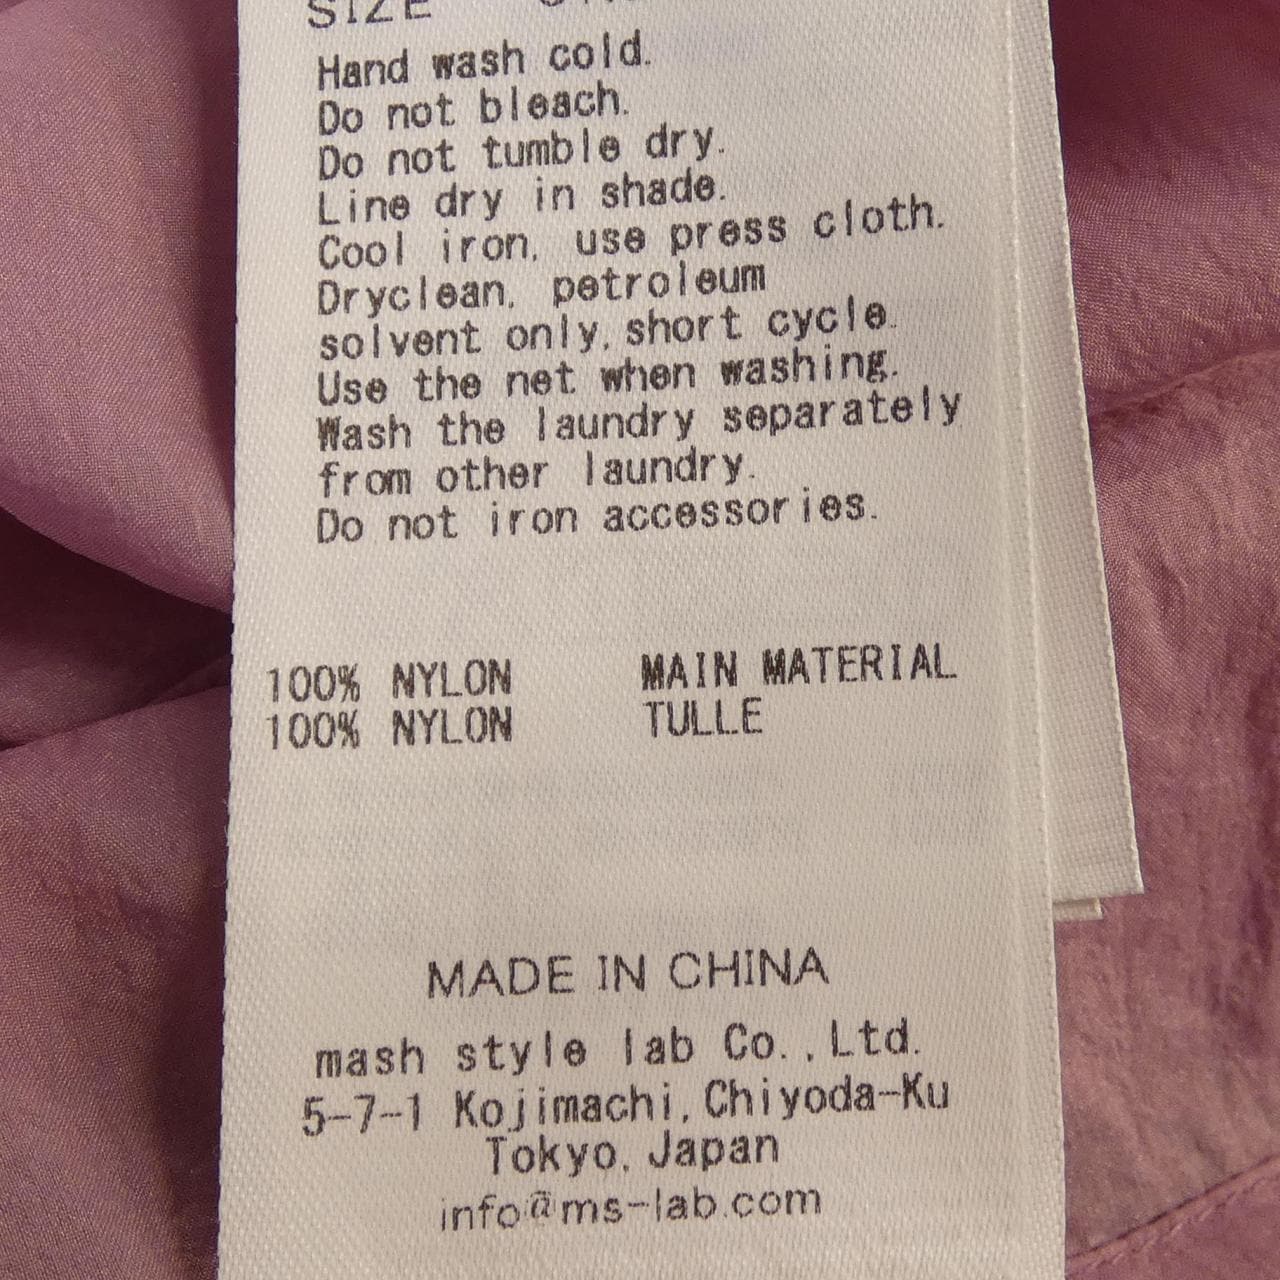 SIZE
Hand wash cold.
Do not bleach.
Do not tumble dry.
Line dry in shade.
Cool iron, use press cloth.
Dryclean, petroleum
solvent only, short cycle.
Use the net when washing.
Wash the laundry separately
from other laundry.
Do not iron accessories.
100% NYLON MAIN MATERIAL
100% NYLON TULLE
MADE IN CHINA
mash style lab Co.,Ltd.
5-7-1 Kojimachi,Chiyoda-Ku
Tokyo, Japan
info@ms-lab.com